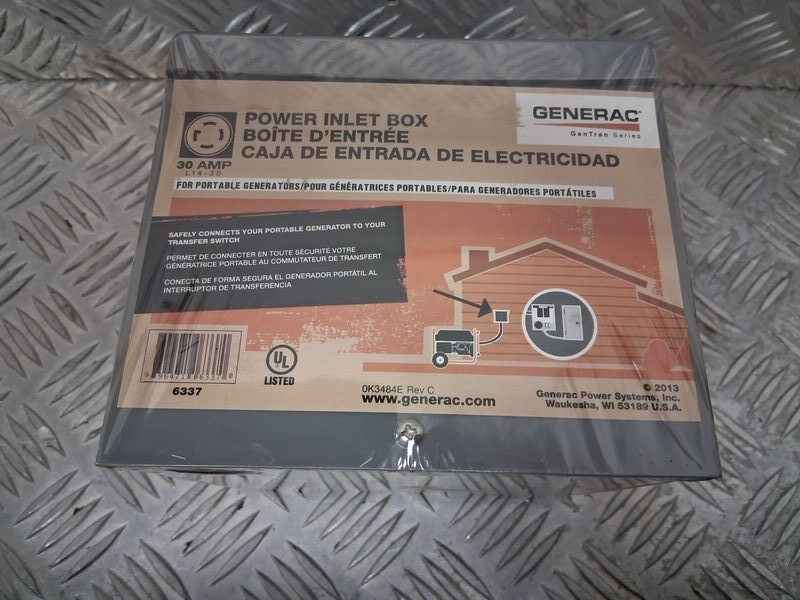 POWER INLET BOX
BOÎTE D'ENTRÉE
CAJA DE ENTRADA DE ELECTRICIDAD
GENERAC
GenTran Series
30 AMP
L14-30
FOR PORTABLE GENERATORS/POUR GÉNÉRATRICES PORTABLES/PARA GENERADORES PORTÁTILES
SAFELY CONNECTS YOUR PORTABLE GENERATOR TO YOUR
TRANSFER SWITCH
PERMET DE CONNECTER EN TOUTE SÉCURITÉ VOTRE
GÉNÉRATRICE PORTABLE AU COMMUTATEUR DE TRANSFERT
CONECTA DE FORMA SEGURA EL GENERADOR PORTÁTIL AL
INTERRUPTOR DE TRANSFERENCIA
6337
UL
LISTED
0K3484E Rev C
www.generac.com
© 2013
Generac Power Systems, Inc.
Waukesha, WI 53189 U.S.A.